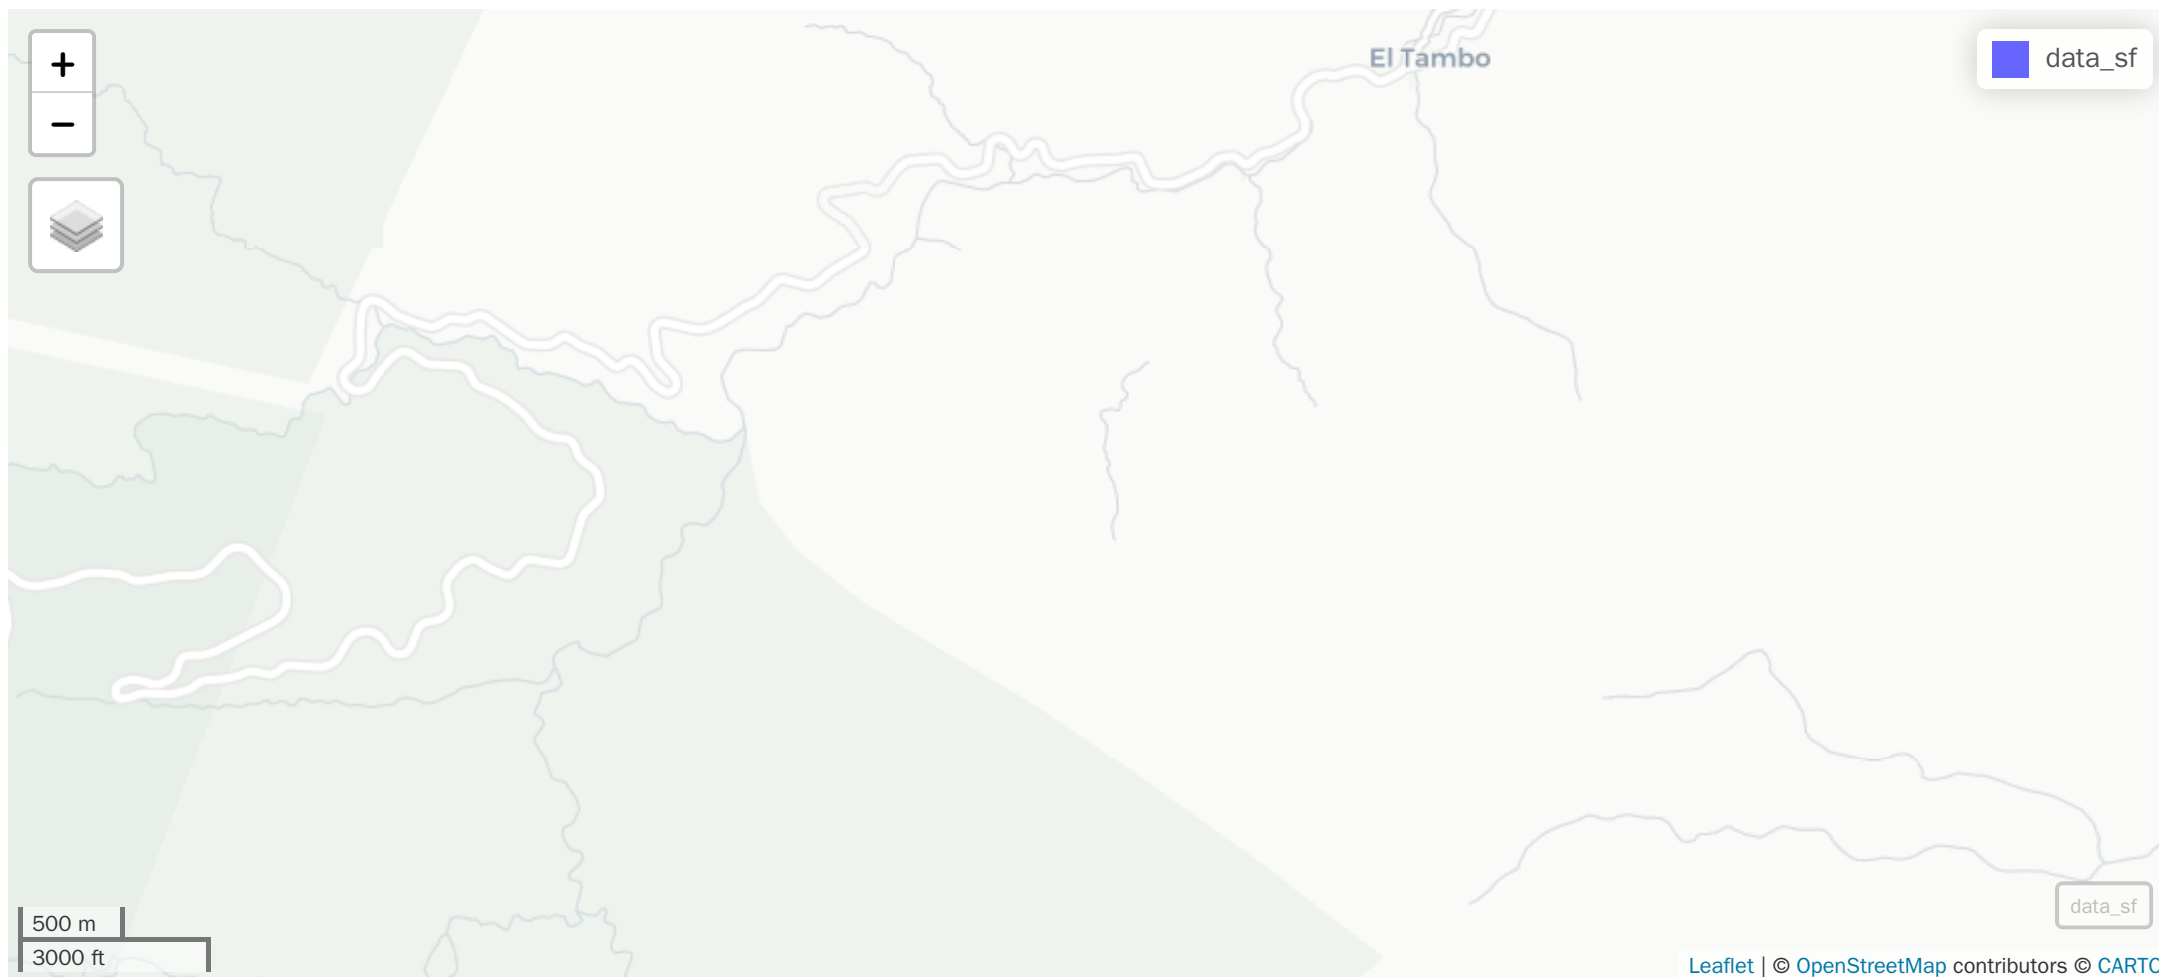 +
El Tambo
data_sf
−
500 m
3000 ft
data_sf
Leaflet | © OpenStreetMap contributors © CARTO